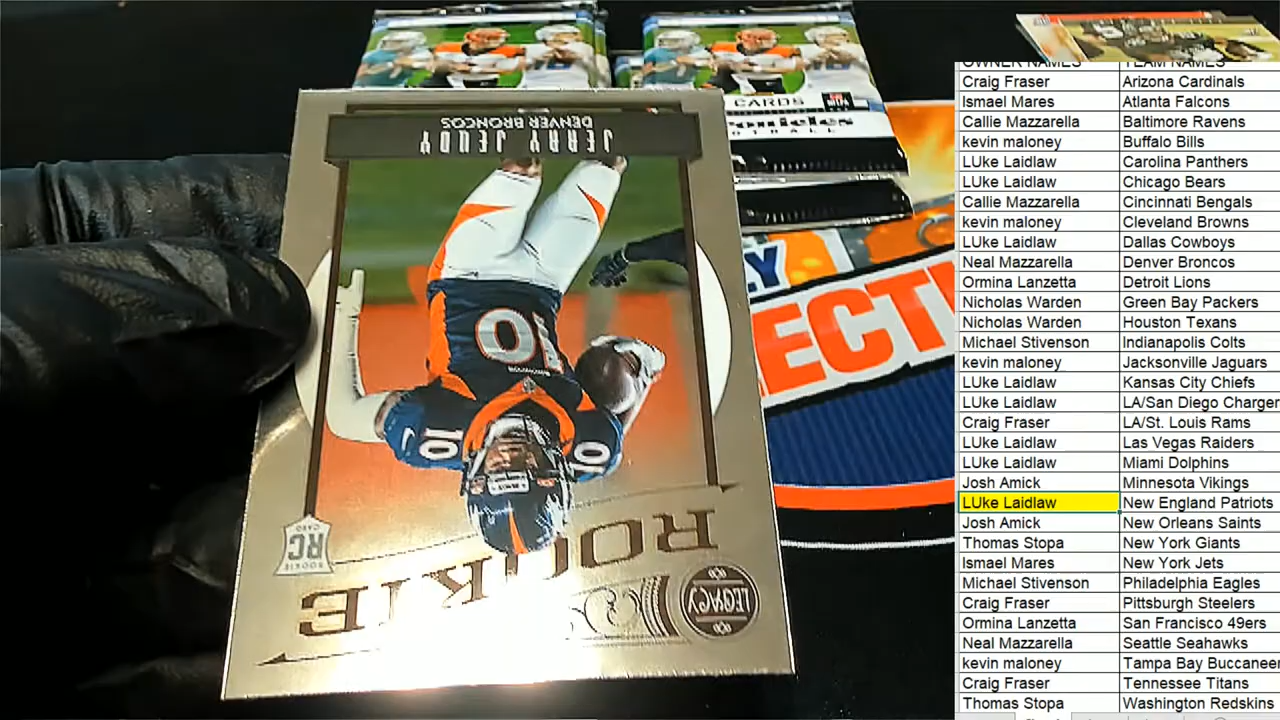 JERRY JEUDY
DENVER BRONCOS
10
10
10
ROOKIE
RC
ROOKIE
CARD
LEGACY
CARDS
OWNER NAMES TEAM NAMES
Craig Fraser Arizona Cardinals
Ismael Mares Atlanta Falcons
Callie Mazzarella Baltimore Ravens
kevin maloney Buffalo Bills
LUke Laidlaw Carolina Panthers
LUke Laidlaw Chicago Bears
Callie Mazzarella Cincinnati Bengals
kevin maloney Cleveland Browns
LUke Laidlaw Dallas Cowboys
Neal Mazzarella Denver Broncos
Ormina Lanzetta Detroit Lions
Nicholas Warden Green Bay Packers
Nicholas Warden Houston Texans
Michael Stivenson Indianapolis Colts
kevin maloney Jacksonville Jaguars
LUke Laidlaw Kansas City Chiefs
LUke Laidlaw LA/San Diego Charger
Craig Fraser LA/St. Louis Rams
LUke Laidlaw Las Vegas Raiders
LUke Laidlaw Miami Dolphins
Josh Amick Minnesota Vikings
LUke Laidlaw New England Patriots
Josh Amick New Orleans Saints
Thomas Stopa New York Giants
Ismael Mares New York Jets
Michael Stivenson Philadelphia Eagles
Craig Fraser Pittsburgh Steelers
Ormina Lanzetta San Francisco 49ers
Neal Mazzarella Seattle Seahawks
kevin maloney Tampa Bay Buccaneer
Craig Fraser Tennessee Titans
Thomas Stopa Washington Redskins